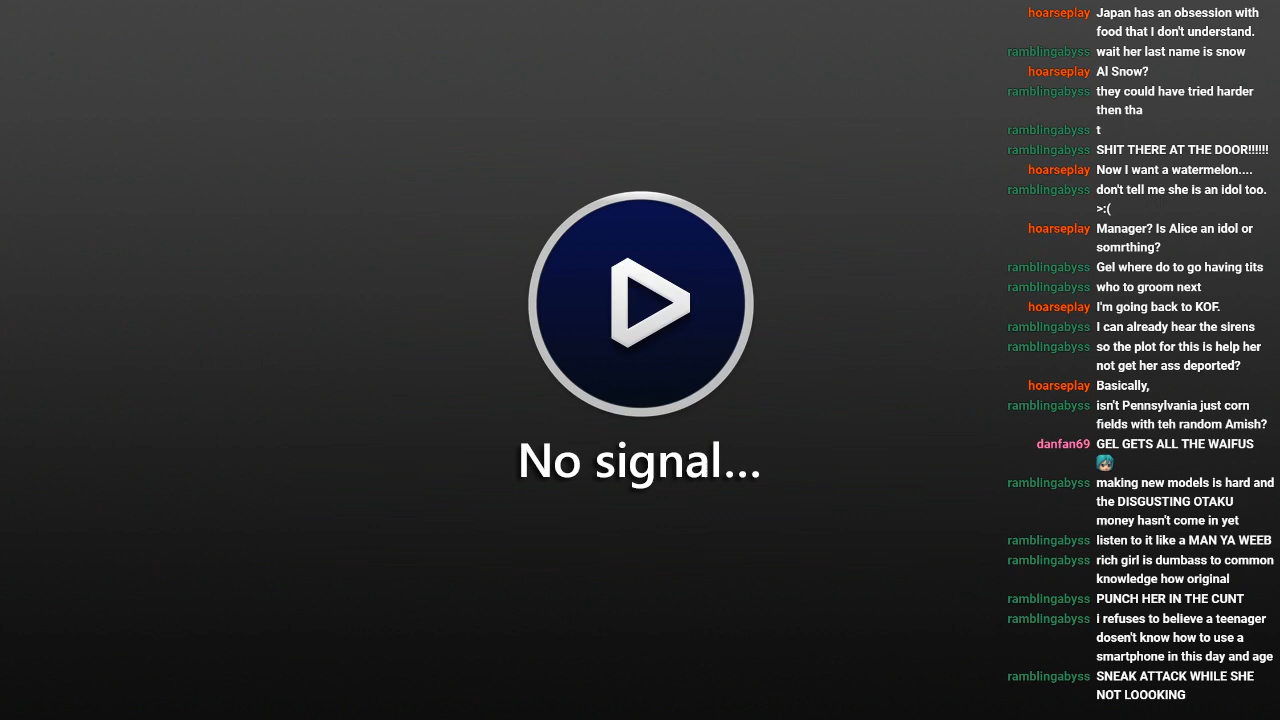 hoarseplay Japan has an obsession with
food that I don't understand.
ramblingabyss wait her last name is snow
hoarseplay Al Snow?
ramblingabyss they could have tried harder
then tha
ramblingabyss t
ramblingabyss SHIT THERE AT THE DOOR!!!!!!
hoarseplay Now I want a watermelon....
ramblingabyss don't tell me she is an idol too.
>:(
hoarseplay Manager? Is Alice an idol or
somrthing?
ramblingabyss Gel where do to go having tits
ramblingabyss who to groom next
hoarseplay I'm going back to KOF.
ramblingabyss I can already hear the sirens
ramblingabyss so the plot for this is help her
not get her ass deported?
hoarseplay Basically,
ramblingabyss isn't Pennsylvania just corn
fields with teh random Amish?
danfan69 GEL GETS ALL THE WAIFUS
ramblingabyss making new models is hard and
the DISGUSTING OTAKU
money hasn't come in yet
ramblingabyss listen to it like a MAN YA WEEB
ramblingabyss rich girl is dumbass to common
knowledge how original
ramblingabyss PUNCH HER IN THE CUNT
ramblingabyss i refuses to believe a teenager
dosen't know how to use a
smartphone in this day and age
ramblingabyss SNEAK ATTACK WHILE SHE
NOT LOOOKING
No signal...